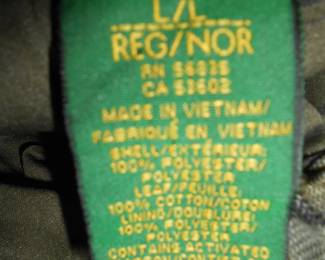 L/L
REG/NOR
RN 56835
CA 53602
MADE IN VIETNAM/
FABRIQUÉ EN VIETNAM
SHELL/EXTÉRIEUR:
100% POLYESTER/
POLYESTER
LEAF/FEUILLE:
100% COTTON/COTON
LINING/DOUBLURE:
100% POLYESTER/
POLYESTER
CONTAINS ACTIVATED